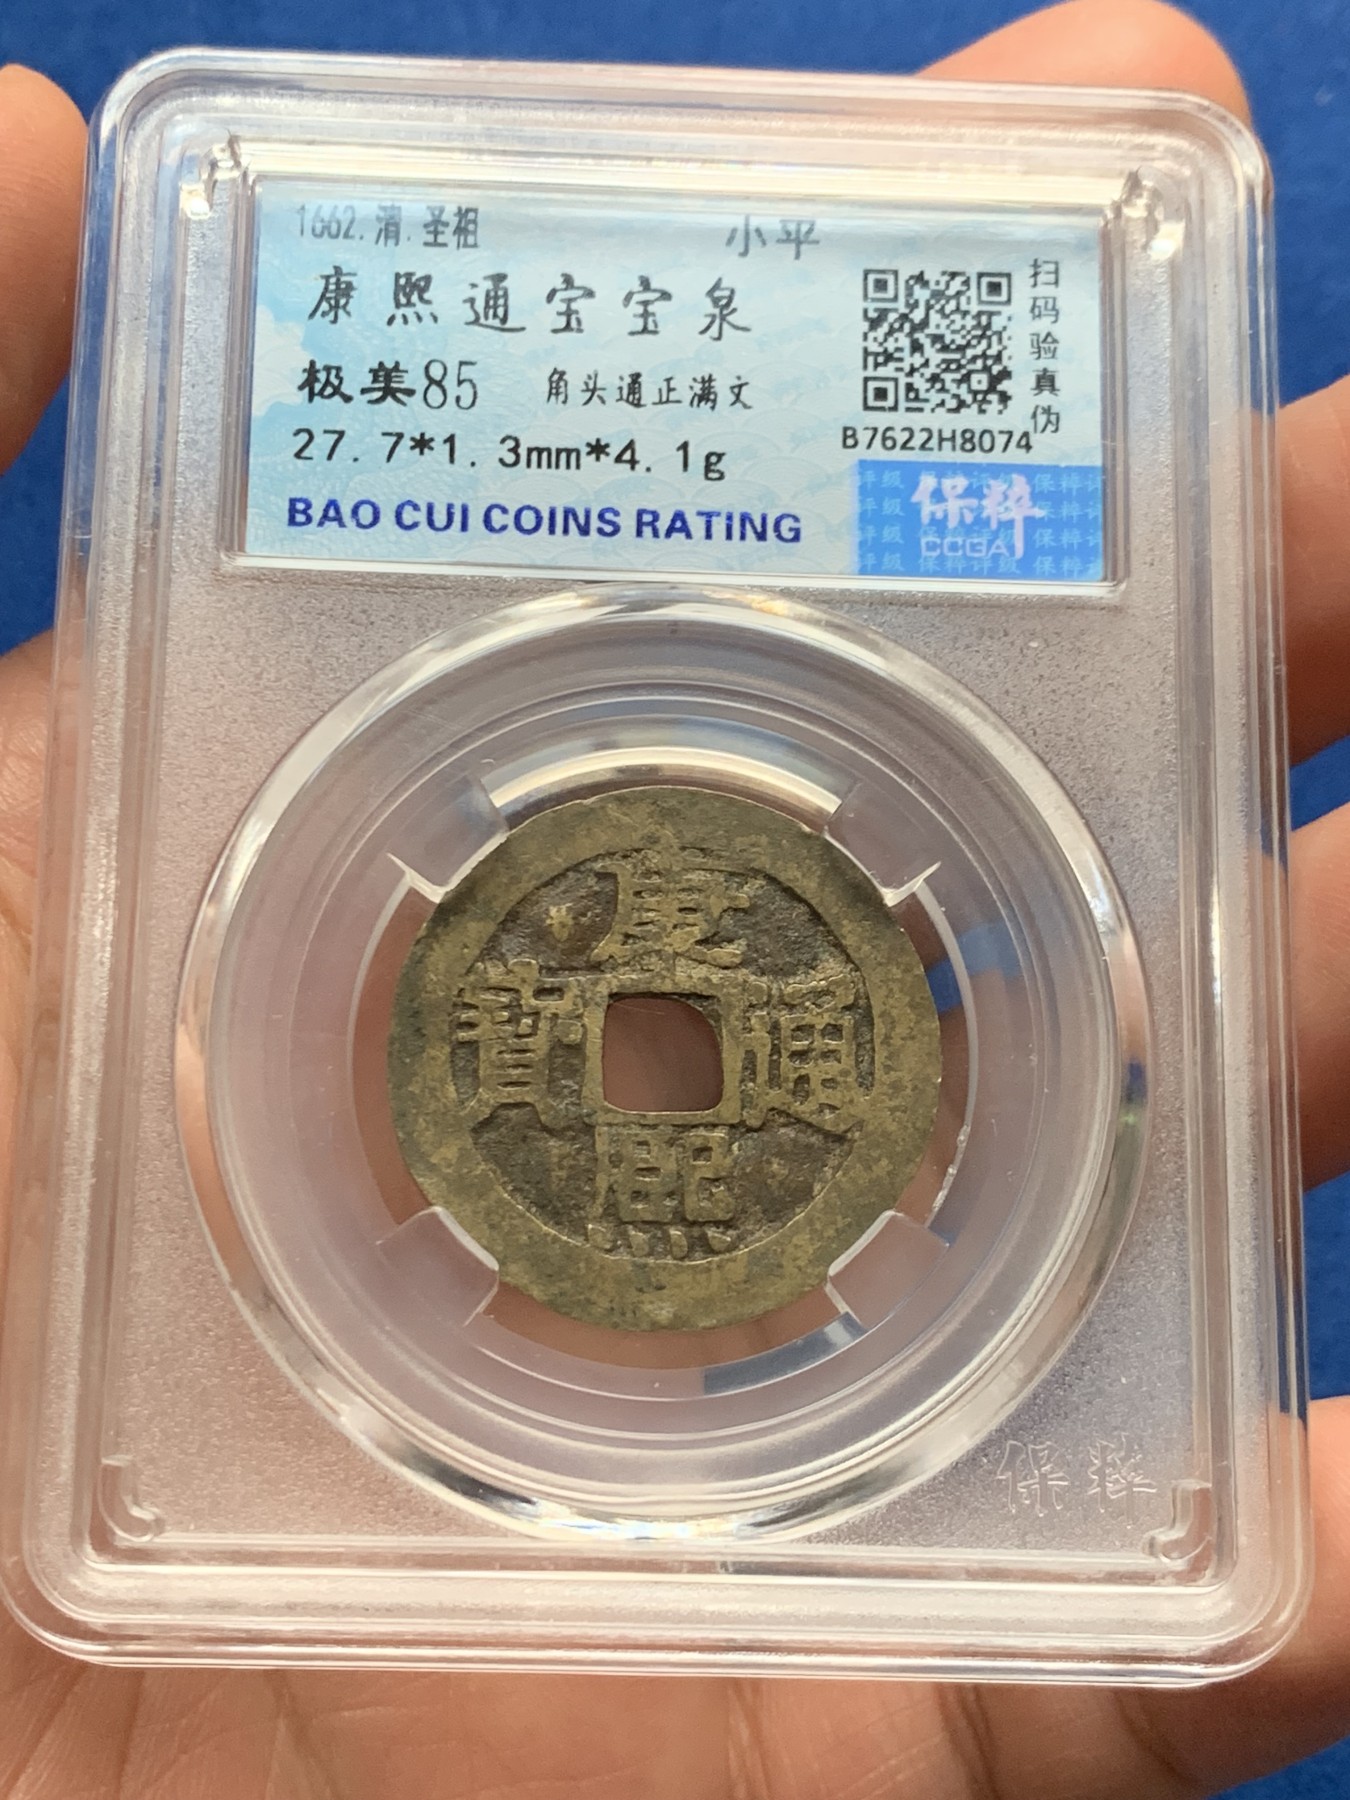 1662.清.圣祖 小平
康熙通宝宝泉
极美85 角头通正满文
27.7*1.3mm*4.1g
BAO CUI COINS RATING
扫码验真伪
B7622H8074
保粹
CCGA
康熙通寶
保粹